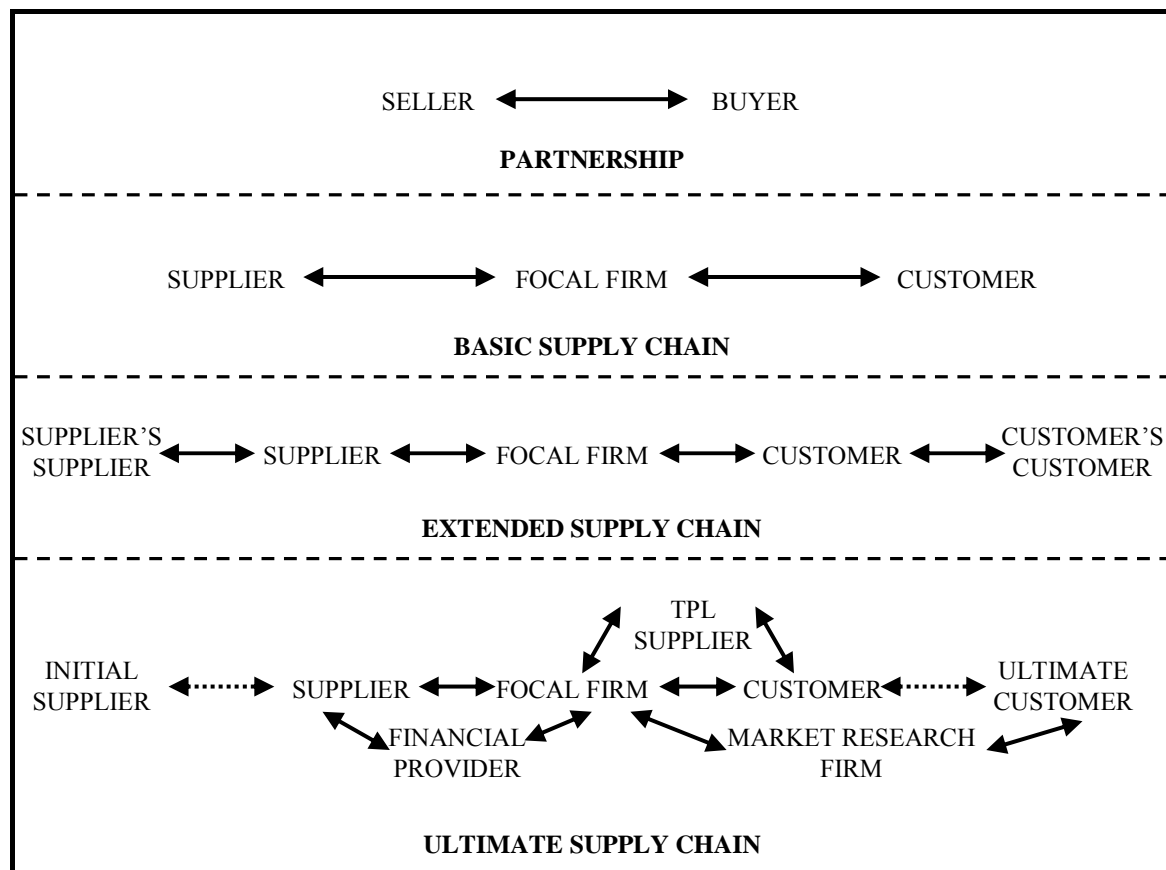 SELLER BUYER
PARTNERSHIP
SUPPLIER FOCAL FIRM CUSTOMER
BASIC SUPPLY CHAIN
SUPPLIER’S
SUPPLIER
SUPPLIER FOCAL FIRM CUSTOMER
CUSTOMER’S
CUSTOMER
EXTENDED SUPPLY CHAIN
TPL
SUPPLIER
INITIAL
SUPPLIER
SUPPLIER FOCAL FIRM CUSTOMER
ULTIMATE
CUSTOMER
FINANCIAL
PROVIDER
MARKET RESEARCH
FIRM
ULTIMATE SUPPLY CHAIN